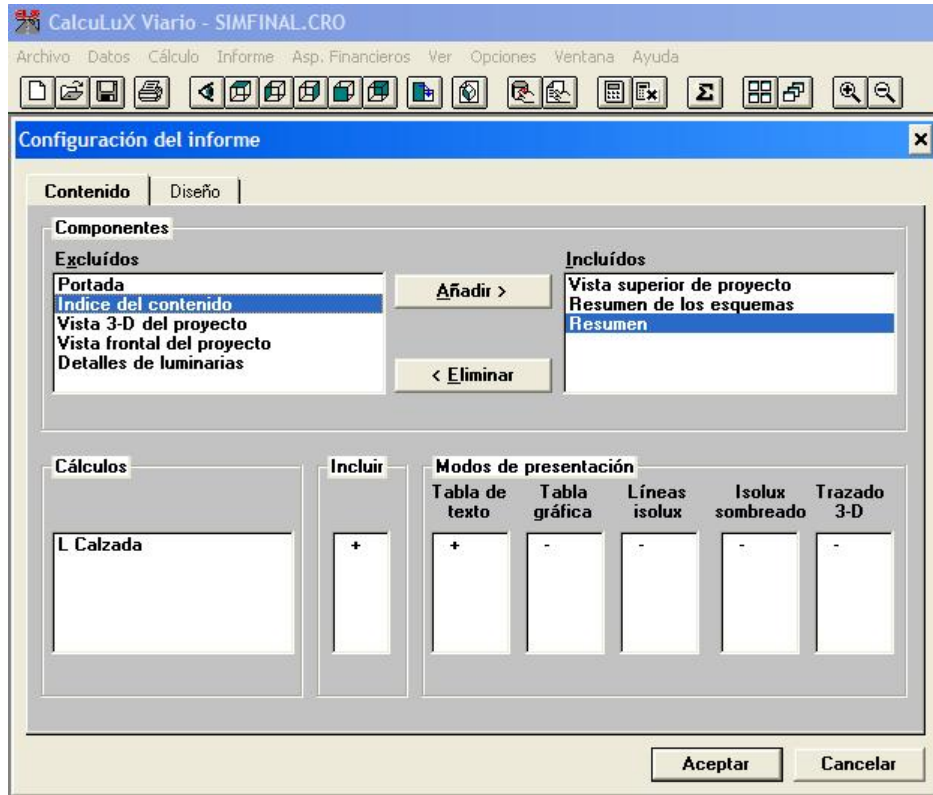 CalcuLuX Viario - SIMFINAL.CRO
Archivo Datos Cálculo Informe Asp. Financieros Ver Opciones Ventana Ayuda
Configuración del informe
Contenido Diseño
Componentes
Excluídos
Portada
Indice del contenido
Vista 3-D del proyecto
Vista frontal del proyecto
Detalles de luminarias
Añadir >
< Eliminar
Incluídos
Vista superior de proyecto
Resumen de los esquemas
Resumen
Cálculos
L Calzada
Incluir
+
Modos de presentación
Tabla de texto
Tabla gráfica
Líneas isolux
Isolux sombreado
Trazado 3-D
+ - - - -
Aceptar Cancelar